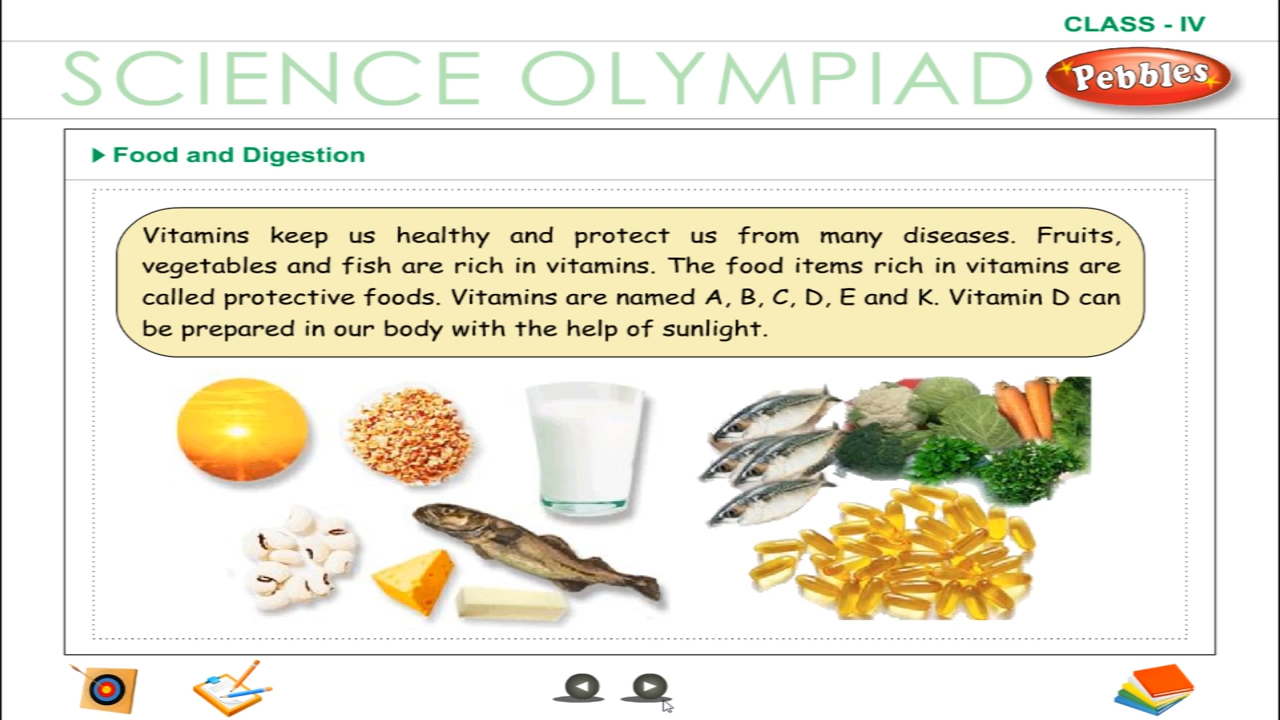 CLASS - IV
SCIENCE OLYMPIAD
Pebbles
Food and Digestion
Vitamins keep us healthy and protect us from many diseases. Fruits,
vegetables and fish are rich in vitamins. The food items rich in vitamins are
called protective foods. Vitamins are named A, B, C, D, E and K. Vitamin D can
be prepared in our body with the help of sunlight.